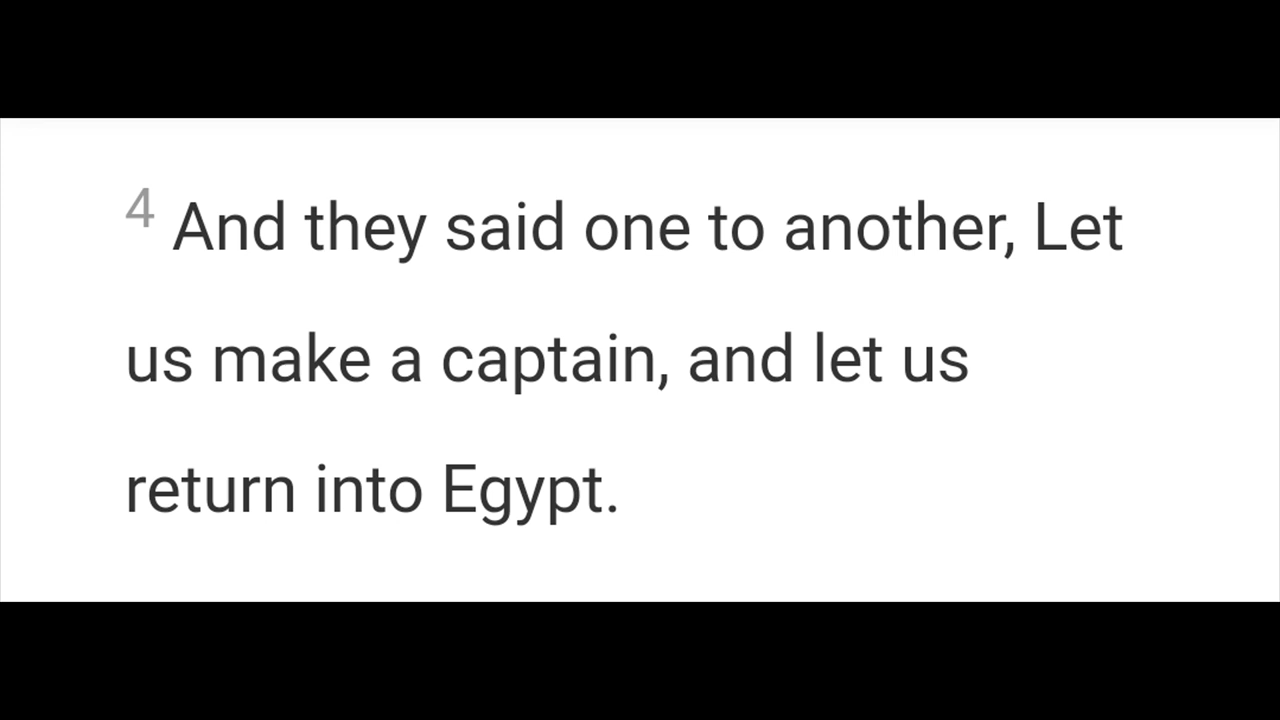 4 And they said one to another, Let
us make a captain, and let us
return into Egypt.